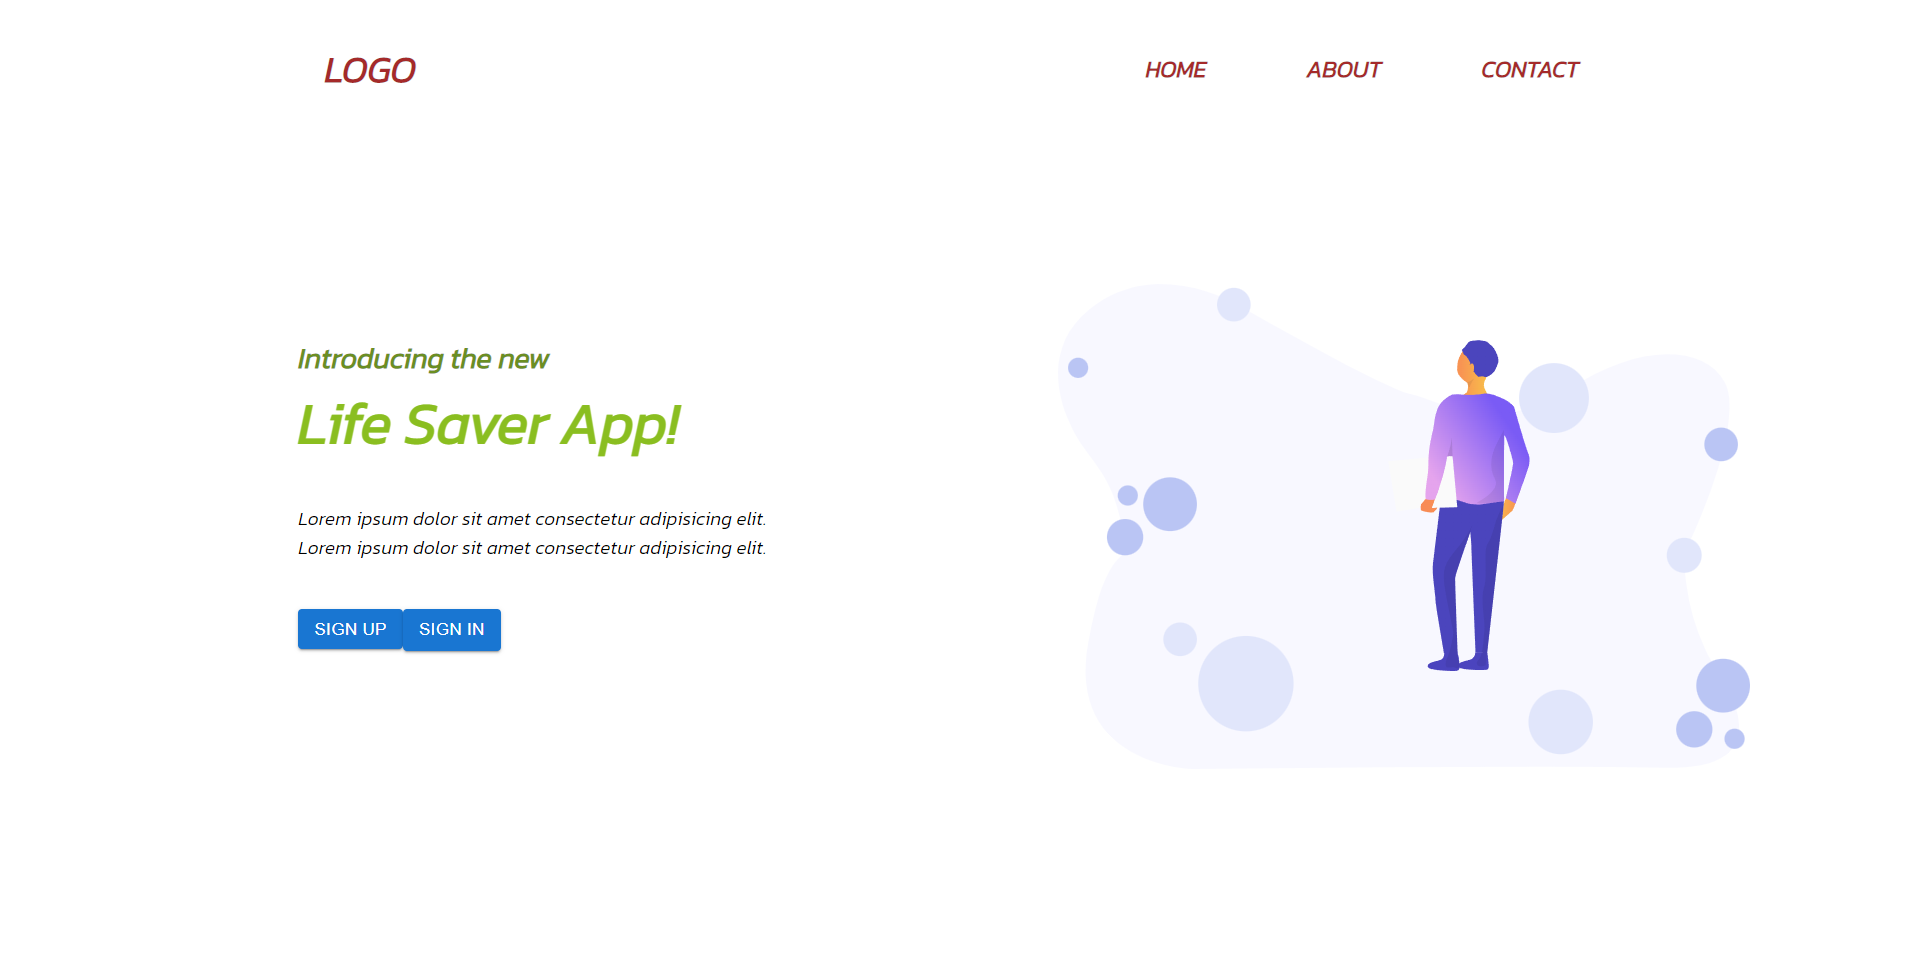 LOGO
HOME ABOUT CONTACT
Introducing the new
Life Saver App!
Lorem ipsum dolor sit amet consectetur adipisicing elit.
Lorem ipsum dolor sit amet consectetur adipisicing elit.
SIGN UP SIGN IN